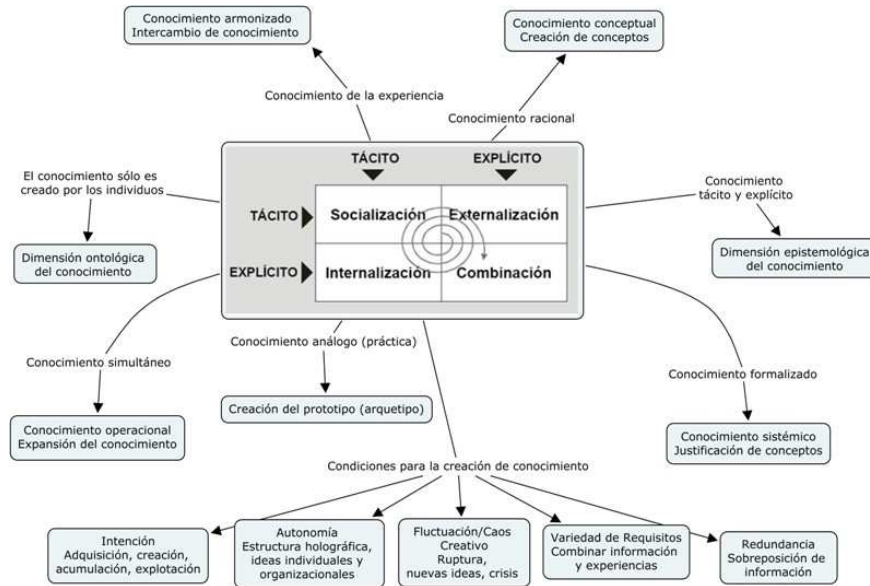 Conocimiento armonizado
Intercambio de conocimiento
Conocimiento conceptual
Creación de conceptos
Conocimiento de la experiencia
Conocimiento racional
TÁCITO
EXPLÍCITO
El conocimiento sólo es
creado por los individuos
Conocimiento
tácito y explícito
TÁCITO
Socialización
Externalización
Dimensión ontológica
del conocimiento
Dimensión epistemológica
del conocimiento
EXPLÍCITO
Internalización
Combinación
Conocimiento análogo (práctica)
Conocimiento simultáneo
Conocimiento formalizado
Creación del prototipo (arquetipo)
Conocimiento operacional
Expansión del conocimiento
Conocimiento sistémico
Justificación de conceptos
Condiciones para la creación de conocimiento
Intención
Adquisición, creación,
acumulación, explotación
Autonomía
Estructura holográfica,
ideas individuales y
organizacionales
Fluctuación/Caos
Creativo
Ruptura,
nuevas ideas, crisis
Variedad de Requisitos
Combinar información
y experiencias
Redundancia
Sobreposición de
información